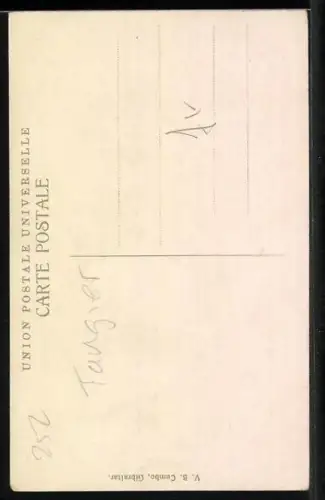 UNION POSTALE UNIVERSELLE
CARTE POSTALE
Tangier
252
V. B. Cumbo, Gibraltar.